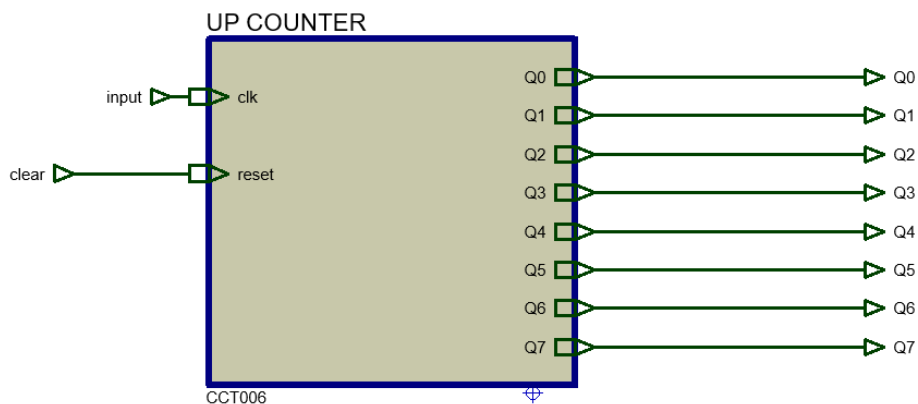 UP COUNTER
input
clk
clear
reset
Q0 Q0
Q1 Q1
Q2 Q2
Q3 Q3
Q4 Q4
Q5 Q5
Q6 Q6
Q7 Q7
CCT006